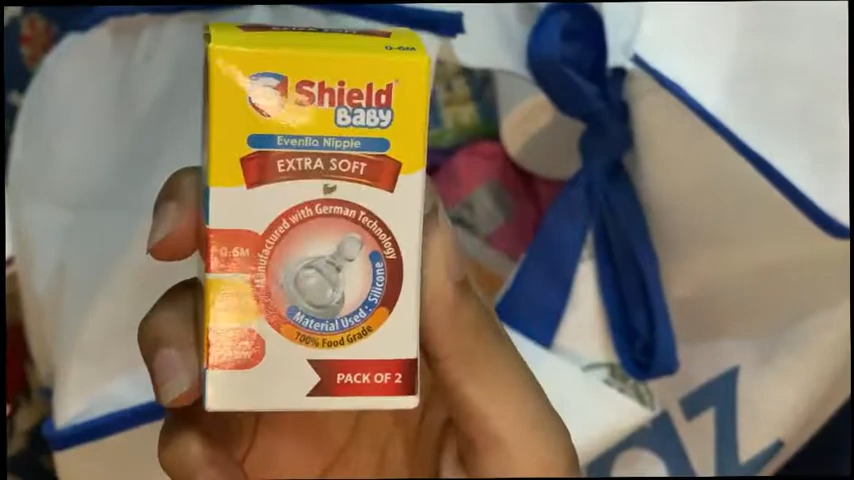 EXTRA SOFT
0-6M
Shield
BaBy
Evenflo Nipple
EXTRA SOFT
Manufactured with German Technology
0-6M
Material Used: Silicone
100% Food Grade
PACK OF 2
az